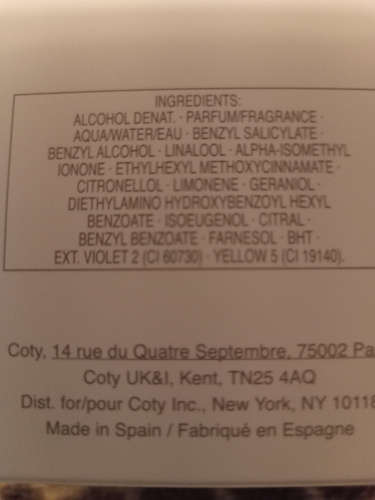 INGREDIENTS:
ALCOHOL DENAT. · PARFUM/FRAGRANCE ·
AQUA/WATER/EAU · BENZYL SALICYLATE ·
BENZYL ALCOHOL · LINALOOL · ALPHA-ISOMETHYL
IONONE · ETHYLHEXYL METHOXYCINNAMATE ·
CITRONELLOL · LIMONENE · GERANIOL ·
DIETHYLAMINO HYDROXYBENZOYL HEXYL
BENZOATE · ISOEUGENOL · CITRAL ·
BENZYL BENZOATE · FARNESOL · BHT ·
EXT. VIOLET 2 (CI 60730) · YELLOW 5 (CI 19140).
Coty, 14 rue du Quatre Septembre, 75002 Pa
Coty UK&I, Kent, TN25 4AQ
Dist. for/pour Coty Inc., New York, NY 10118
Made in Spain / Fabriqué en Espagne